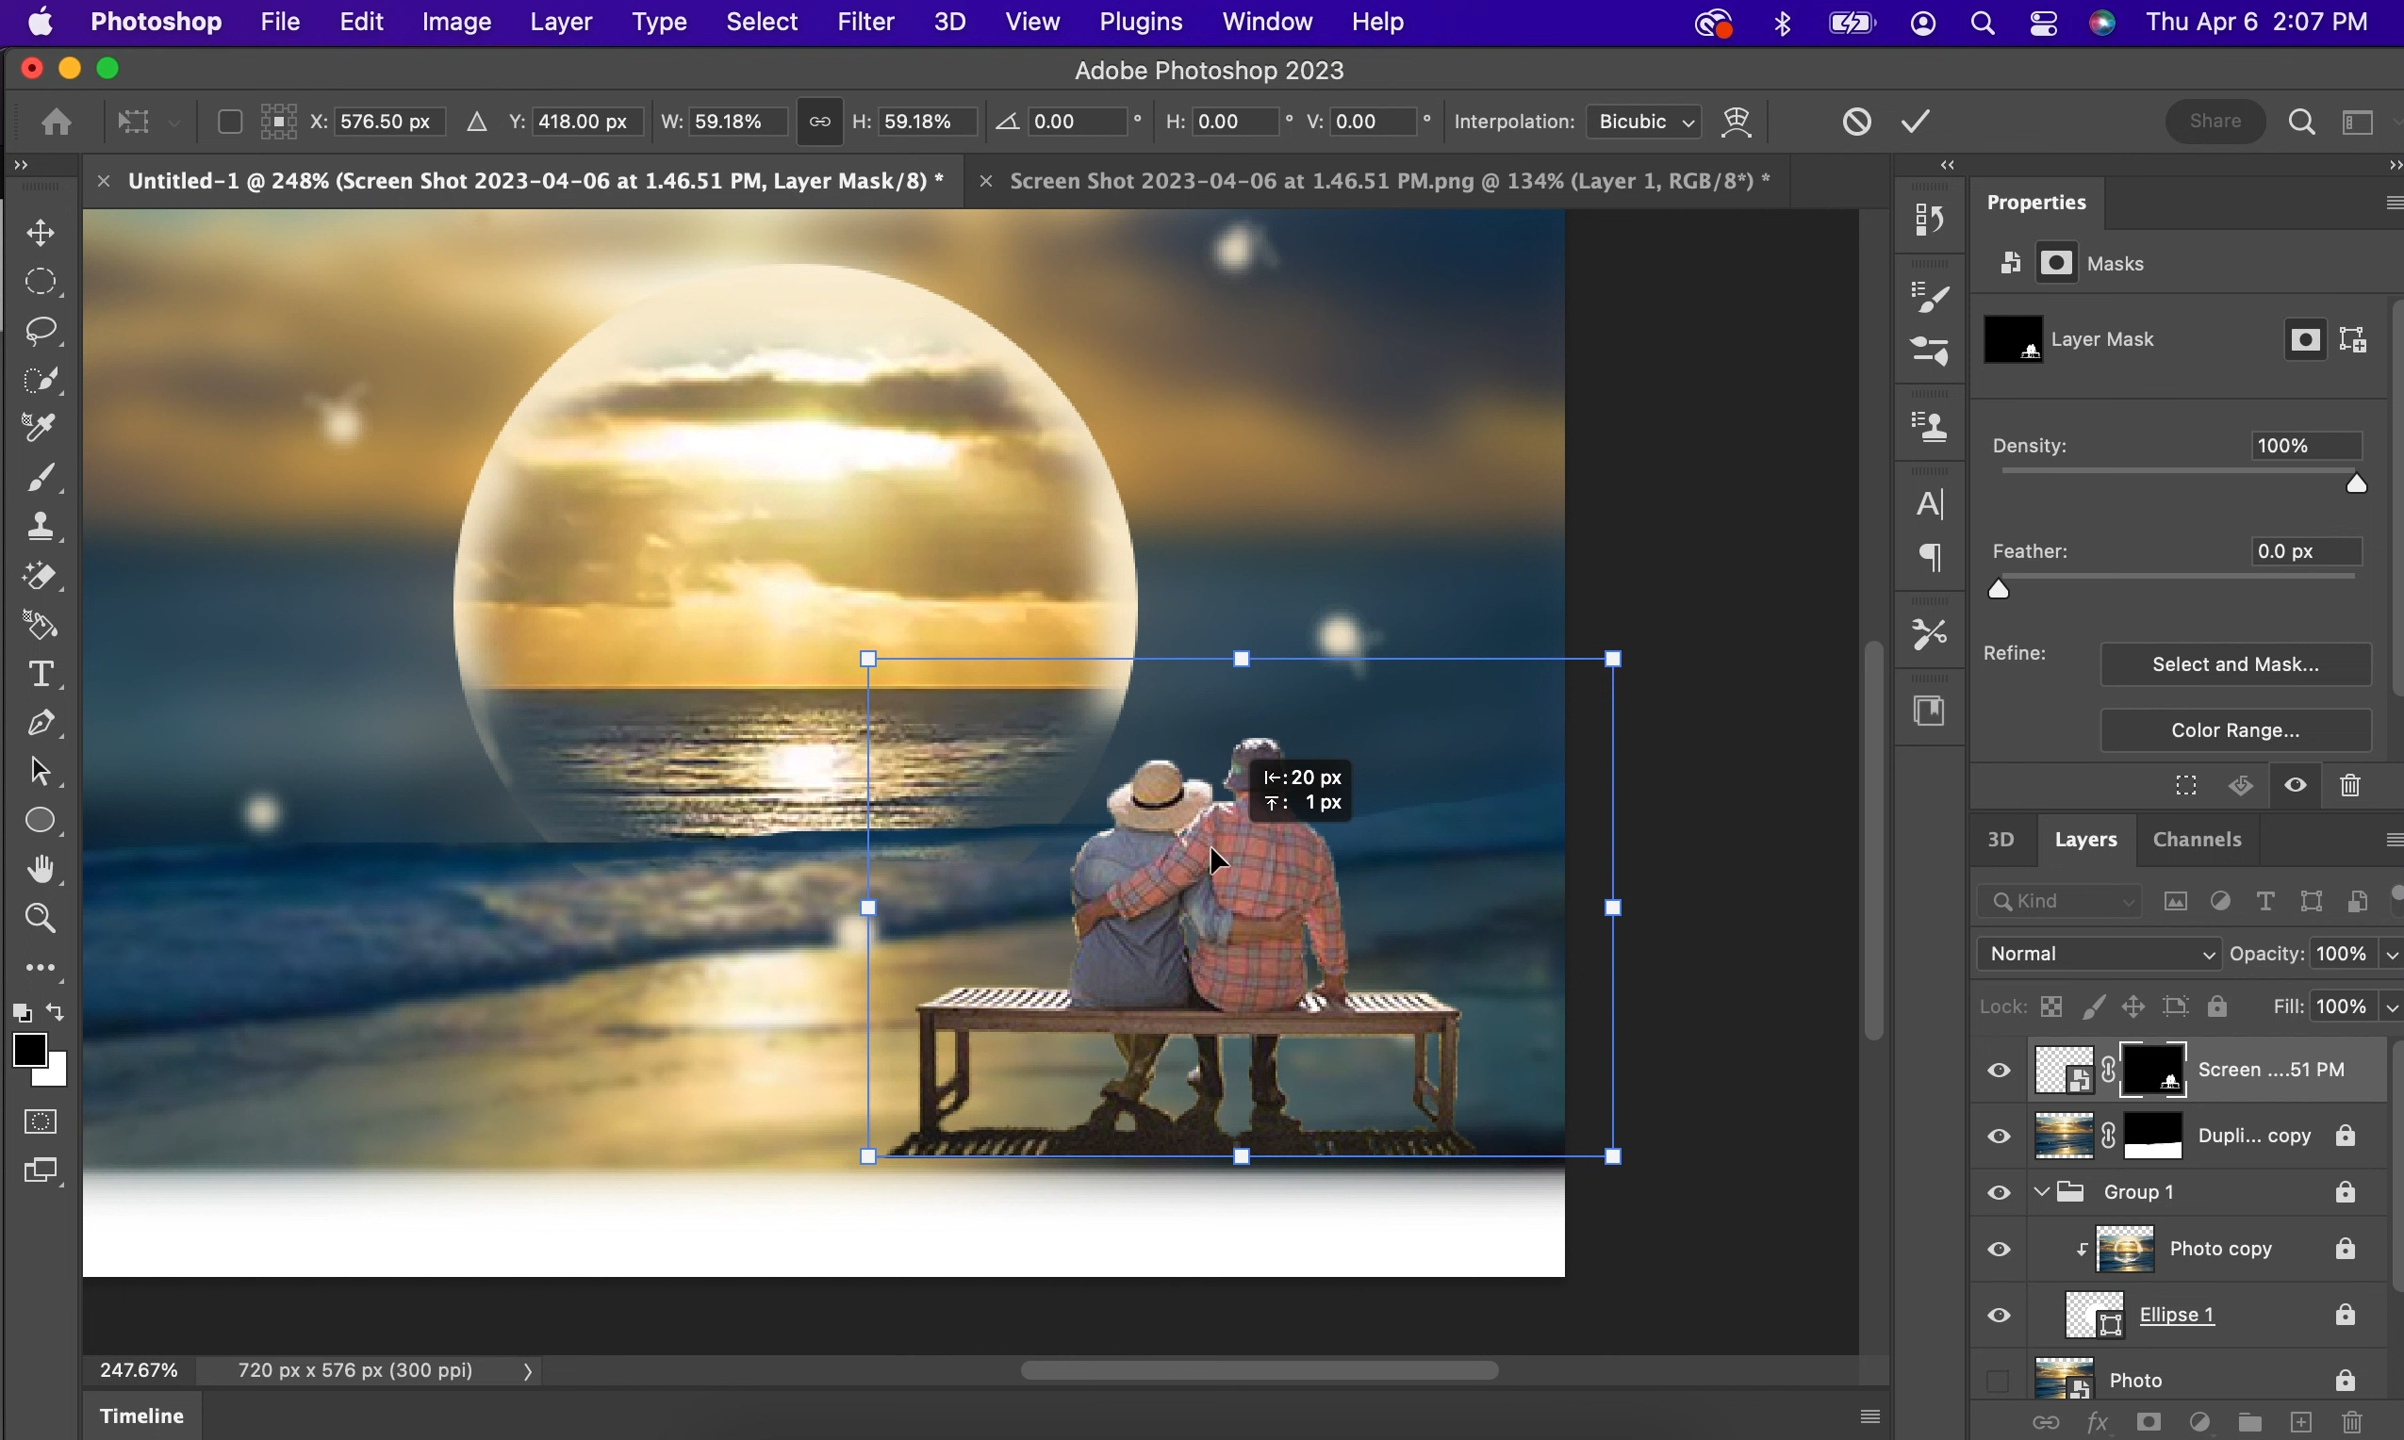 Photoshop File Edit Image Layer Type Select Filter 3D View Plugins Window Help Thu Apr 6 2:07 PM
Adobe Photoshop 2023
X: 576.50 px Y: 418.00 px W: 59.18% H: 59.18% 0.00 ° H: 0.00 ° V: 0.00 ° Interpolation: Bicubic Share
Untitled-1 @ 248% (Screen Shot 2023-04-06 at 1.46.51 PM, Layer Mask/8) * Screen Shot 2023-04-06 at 1.46.51 PM.png @ 134% (Layer 1, RGB/8*) *
Properties
Masks
Layer Mask
Density: 100%
Feather: 0.0 px
Refine: Select and Mask...
Color Range...
: 20 px
: 1 px
3D Layers Channels
Kind
Normal Opacity: 100%
Lock: Fill: 100%
Screen ....51 PM
Dupli... copy
Group 1
Photo copy
Ellipse 1
Photo
247.67% 720 px x 576 px (300 ppi)
Timeline